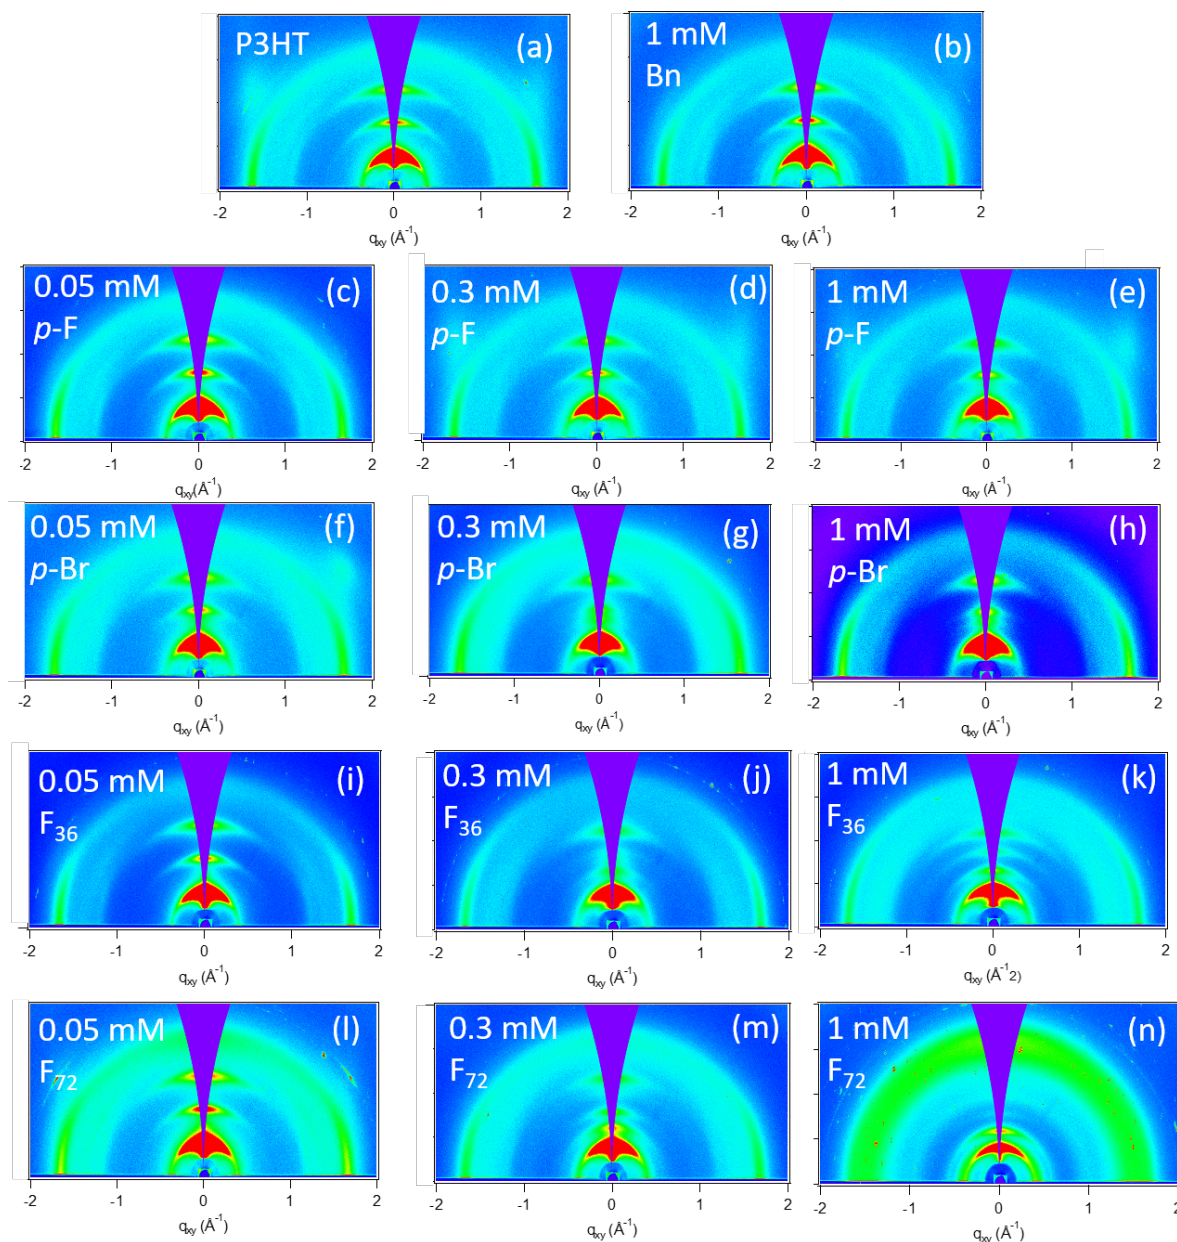 P3HT (a)
1 mM (b)
Bn
-2 -1 0 1 2
qxy (Å-1)
-2 -1 0 1 2
qxy (Å-1)
0.05 mM (c)
p-F
0.3 mM (d)
p-F
1 mM (e)
p-F
-2 -1 0 1 2
qxy(Å-1)
-2 -1 0 1 2
qxy (Å-1)
-2 -1 0 1 2
qxy (Å-1)
0.05 mM (f)
p-Br
0.3 mM (g)
p-Br
1 mM (h)
p-Br
-2 -1 0 1 2
qxy (Å-1)
-2 -1 0 1 2
qxy (Å-1)
-2 -1 0 1 2
qxy (Å-1)
0.05 mM (i)
F36
0.3 mM (j)
F36
1 mM (k)
F36
-2 -1 0 1 2
qxy (Å-1)
-2 -1 0 1 2
qxy (Å-1)
-2 -1 0 1 2
qxy (Å-12)
0.05 mM (l)
F72
0.3 mM (m)
F72
1 mM (n)
F72
-2 -1 0 1 2
qxy (Å-1)
-2 -1 0 1 2
qxy (Å-1)
-2 -1 0 1 2
qxy (Å-1)